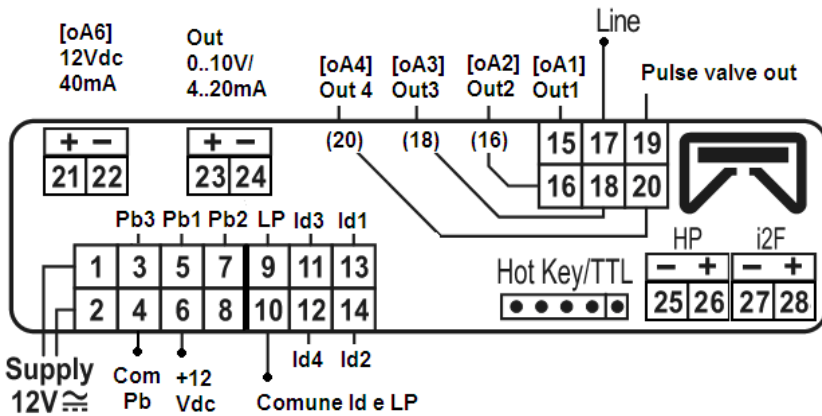 [oA6]
12Vdc
40mA
Out
0..10V/
4..20mA
[oA4]
Out 4
[oA3]
Out3
[oA2]
Out2
[oA1]
Out1
Line
Pulse valve out
+ -
21 22
+ -
23 24
(20) (18) (16)
15 17 19
16 18 20
Pb3 Pb1 Pb2 LP Id3 Id1
1 3 5 7 9 11 13
2 4 6 8 10 12 14
Hot Key/TTL
HP
- +
25 26
i2F
- +
27 28
Supply
12V≂
Com
Pb
+12
Vdc
Id4 Id2
Comune Id e LP